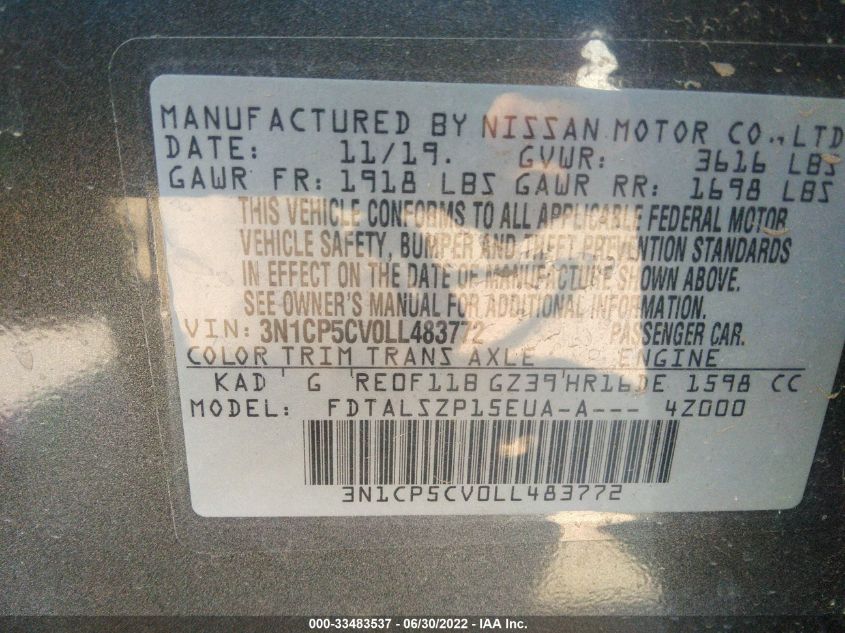 MANUFACTURED BY NISSAN MOTOR CO., LTD
DATE: 11/19. GVWR: 3616 LBS
GAWR FR: 1918 LBS GAWR RR: 1698 LBS
THIS VEHICLE CONFORMS TO ALL APPLICABLE FEDERAL MOTOR
VEHICLE SAFETY, BUMPER AND THEFT PREVENTION STANDARDS
IN EFFECT ON THE DATE OF MANUFACTURE SHOWN ABOVE.
SEE OWNER'S MANUAL FOR ADDITIONAL INFORMATION.
VIN: 3N1CP5CV0LL483772 PASSENGER CAR.
COLOR TRIM TRANS AXLE ENGINE
KAD G RE0F11B GZ39 HR16DE 1598 CC
MODEL: FDTALSZP15EUA-A--- 4Z000
3N1CP5CV0LL483772
000-33483537 - 06/30/2022 - IAA Inc.